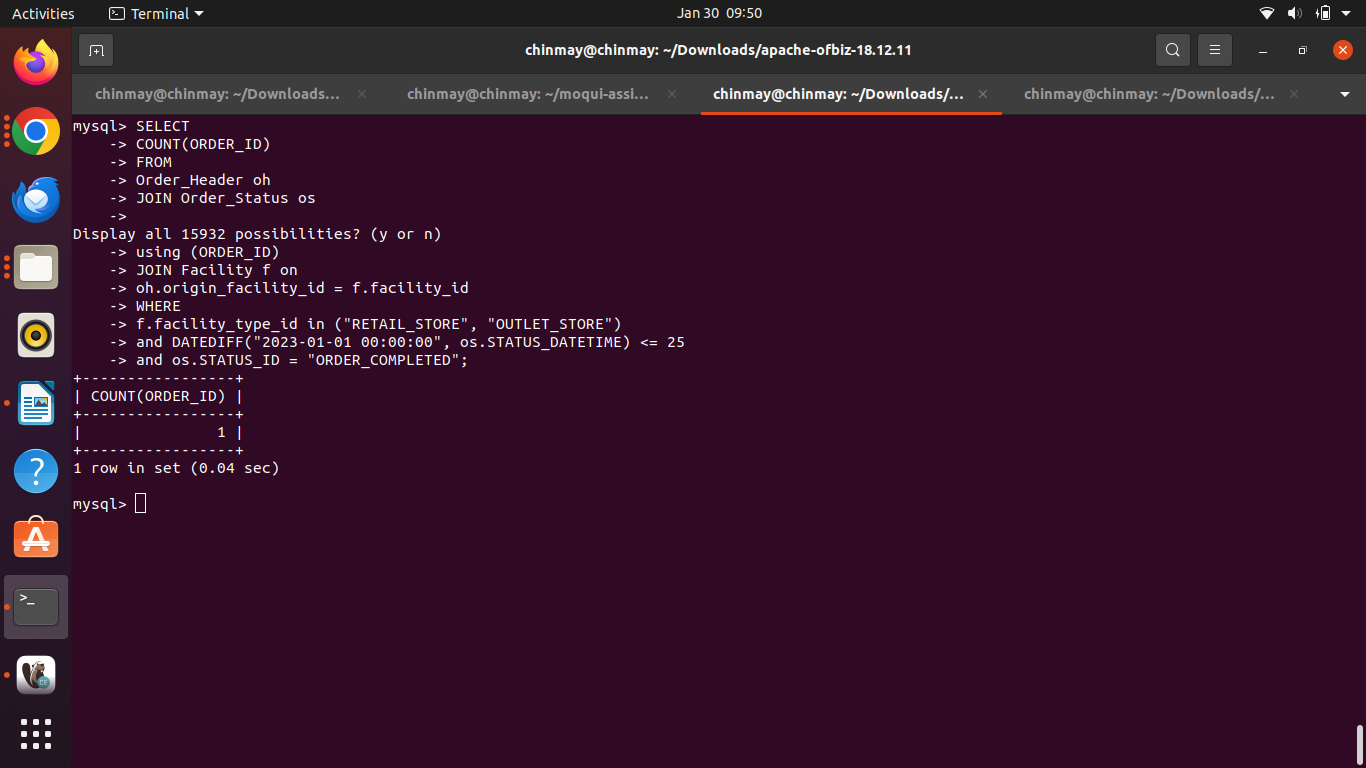 Activities
Terminal
Jan 30 09:50
chinmay@chinmay: ~/Downloads/apache-ofbiz-18.12.11
chinmay@chinmay: ~/Downloads...
chinmay@chinmay: ~/moqui-assi...
chinmay@chinmay: ~/Downloads/...
chinmay@chinmay: ~/Downloads/...
mysql> SELECT
    -> COUNT(ORDER_ID)
    -> FROM
    -> Order_Header oh
    -> JOIN Order_Status os
    ->
Display all 15932 possibilities? (y or n)
    -> using (ORDER_ID)
    -> JOIN Facility f on
    -> oh.origin_facility_id = f.facility_id
    -> WHERE
    -> f.facility_type_id in ("RETAIL_STORE", "OUTLET_STORE")
    -> and DATEDIFF("2023-01-01 00:00:00", os.STATUS_DATETIME) <= 25
    -> and os.STATUS_ID = "ORDER_COMPLETED";
+-----------------+
| COUNT(ORDER_ID) |
+-----------------+
|               1 |
+-----------------+
1 row in set (0.04 sec)
mysql>